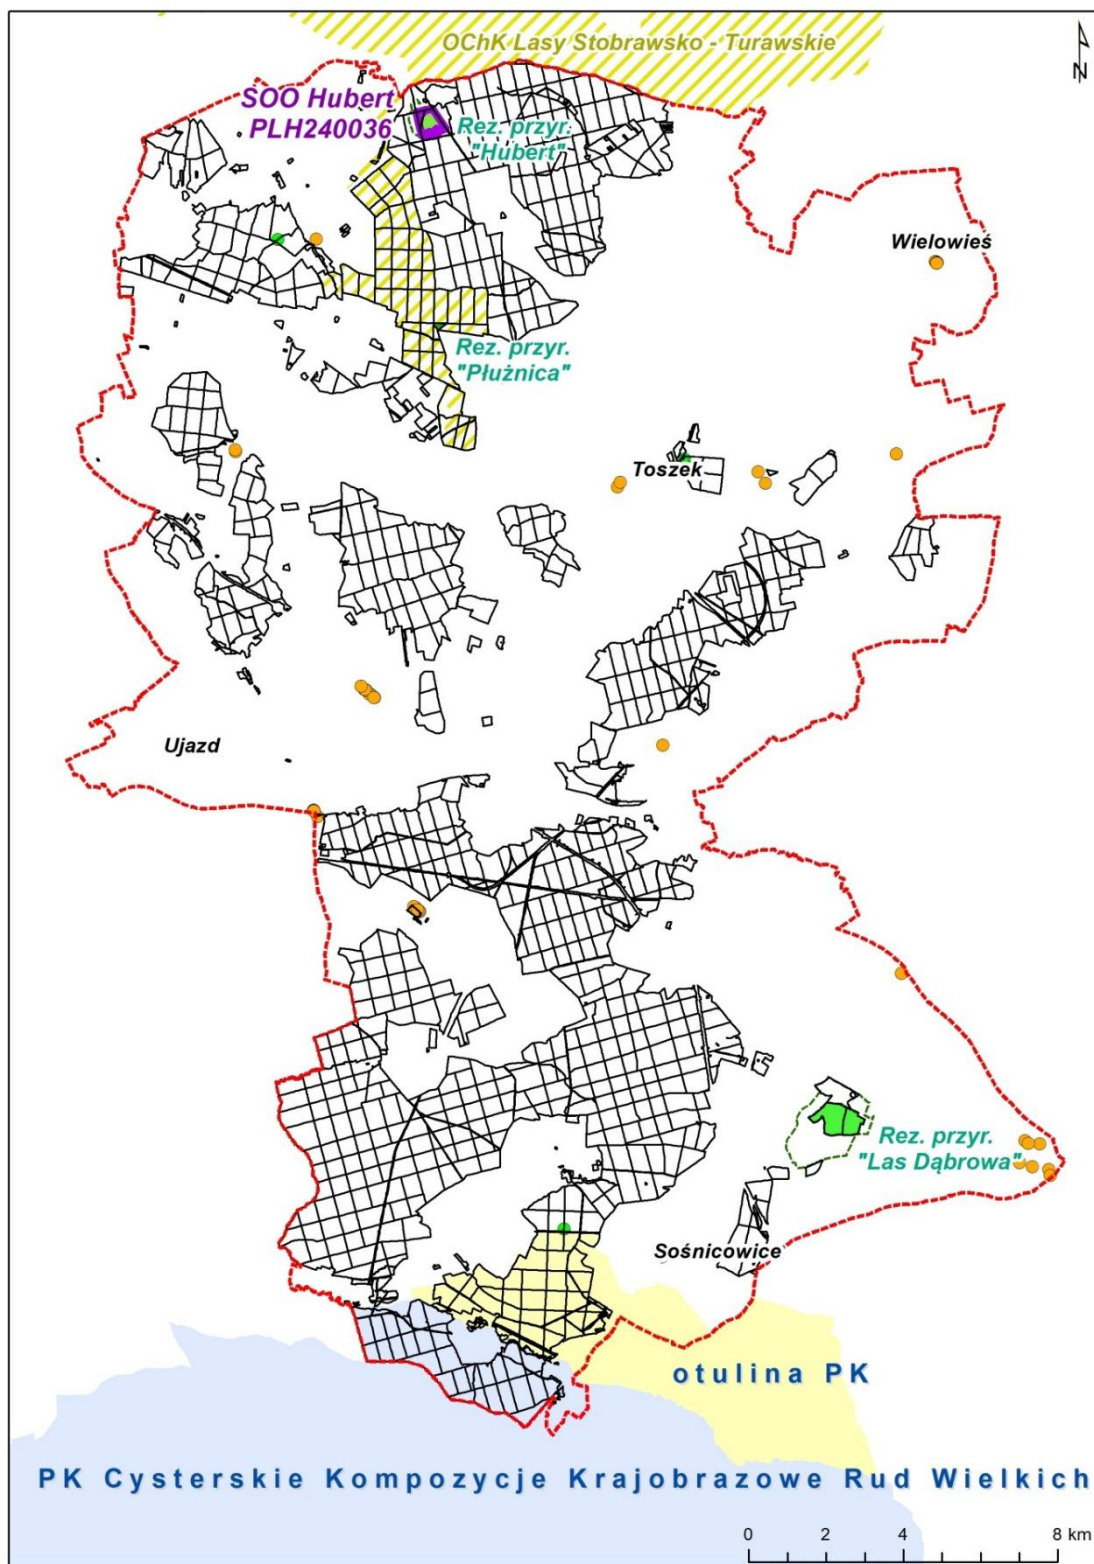 OChK Lasy Stobrawsko - Turawskie
N
SOO Hubert
PLH240036
Rez. przyr.
"Hubert"
Wielowieś
Rez. przyr.
"Płużnica"
Toszek
Ujazd
Rez. przyr.
"Las Dąbrowa"
Sośnicowice
otulina PK
PK Cysterskie Kompozycje Krajobrazowe Rud Wielkich
0 2 4 8 km